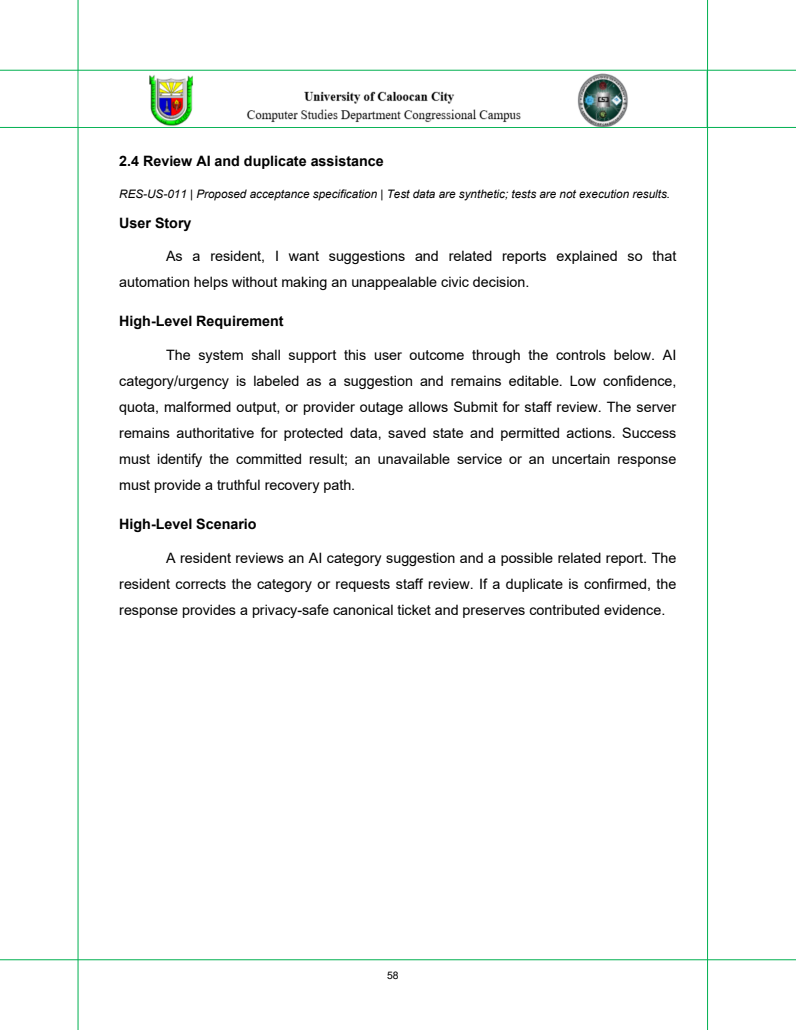 University of Caloocan City
Computer Studies Department Congressional Campus
2.4 Review AI and duplicate assistance
RES-US-011 | Proposed acceptance specification | Test data are synthetic; tests are not execution results.
User Story
As a resident, I want suggestions and related reports explained so that
automation helps without making an unappealable civic decision.
High-Level Requirement
The system shall support this user outcome through the controls below. AI
category/urgency is labeled as a suggestion and remains editable. Low confidence,
quota, malformed output, or provider outage allows Submit for staff review. The server
remains authoritative for protected data, saved state and permitted actions. Success
must identify the committed result; an unavailable service or an uncertain response
must provide a truthful recovery path.
High-Level Scenario
A resident reviews an AI category suggestion and a possible related report. The
resident corrects the category or requests staff review. If a duplicate is confirmed, the
response provides a privacy-safe canonical ticket and preserves contributed evidence.
58